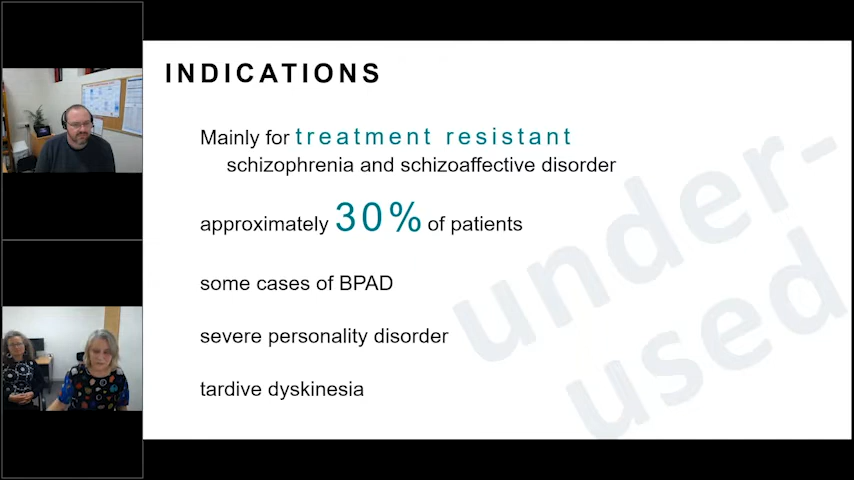 INDICATIONS
Mainly for treatment resistant
schizophrenia and schizoaffective disorder
approximately 30% of patients
some cases of BPAD
severe personality disorder
tardive dyskinesia
under-
used